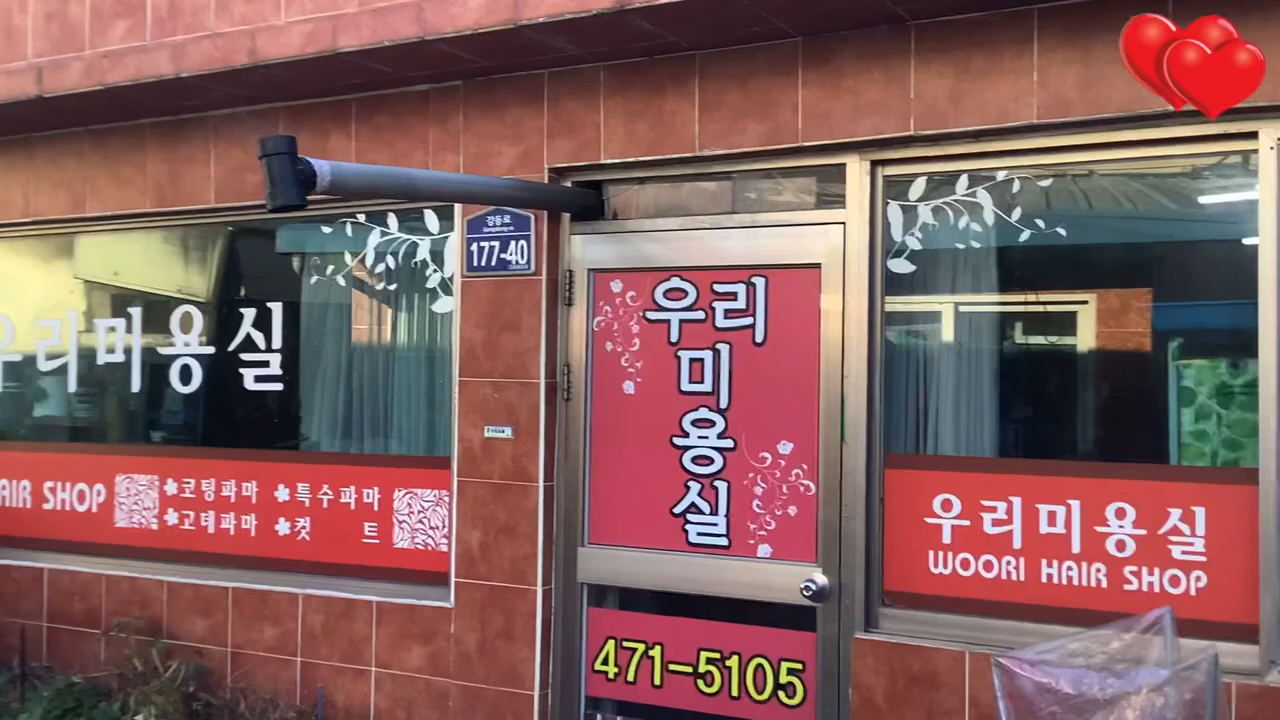 우리미용실
HAIR SHOP
*코팅파마 *특수파마
*고데파마 *컷 트
강동로
177-40
우리
미
용
실
471-5105
우리미용실
WOORI HAIR SHOP